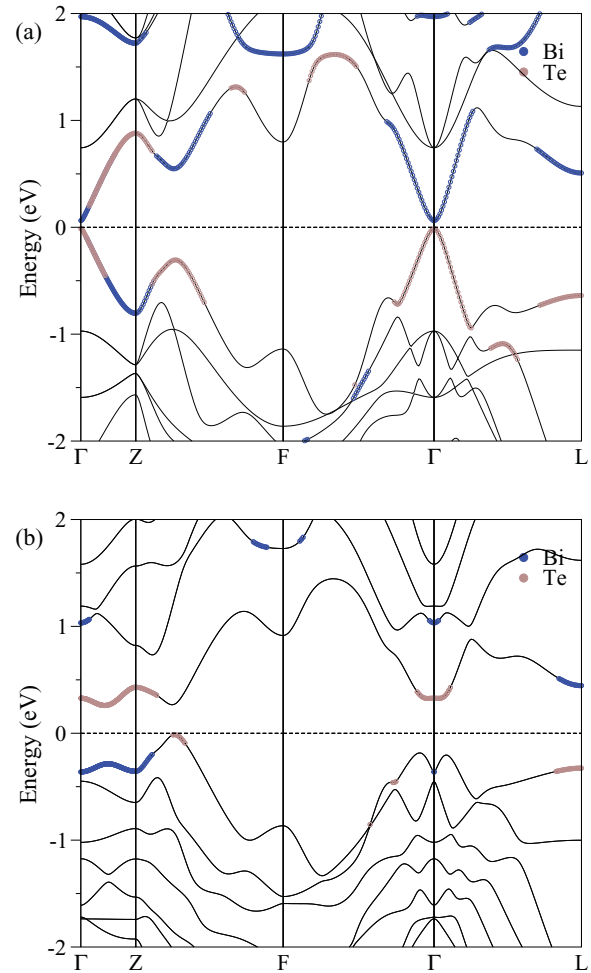 (a)
2
1
0
-1
-2
Energy (eV)
Bi
Te
Γ Z F Γ L
(b)
2
1
0
-1
-2
Energy (eV)
Bi
Te
Γ Z F Γ L